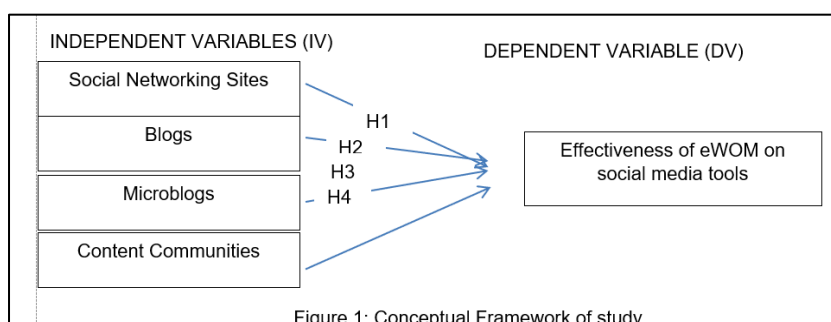 INDEPENDENT VARIABLES (IV)
DEPENDENT VARIABLE (DV)
Social Networking Sites
Blogs
Microblogs
Content Communities
H1
H2
H3
H4
Effectiveness of eWOM on
social media tools
Figure 1: Conceptual Framework of study